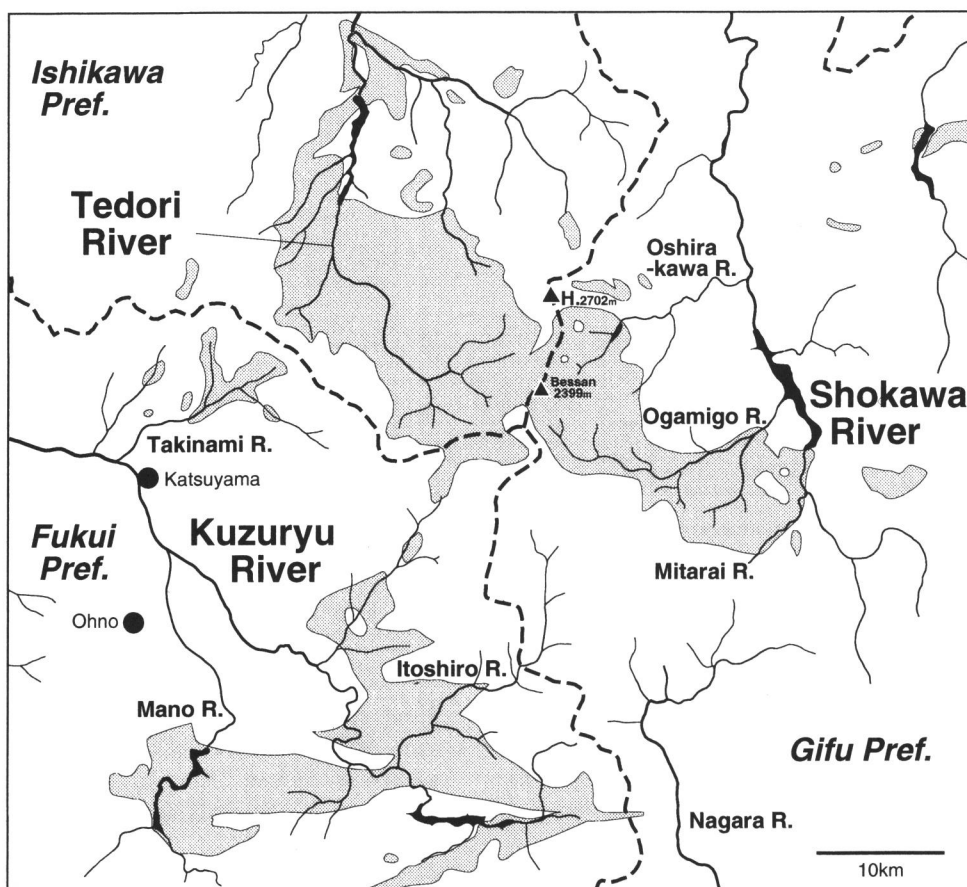 Ishikawa
Pref.
Tedori
River
Oshira
-kawa R.
H.2702m
Bessan
2399m
Shokawa
River
Ogamigo R.
Takinami R.
Katsuyama
Kuzuryu
River
Fukui
Pref.
Mitarai R.
Ohno
Itoshiro R.
Mano R.
Gifu Pref.
Nagara R.
10km